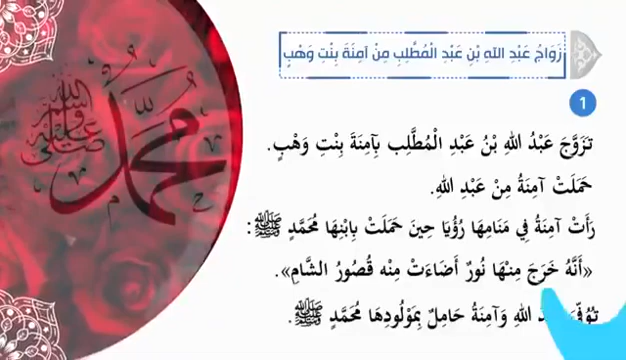 زَوَاجُ عَبْدِ اللهِ بْنِ عَبْدِ الْمُطَّلِبِ مِنْ آمِنَةَ بِنْتِ وَهْبٍ
1
تَزَوَّجَ عَبْدُ اللهِ بْنُ عَبْدِ الْمُطَّلِب بِآمِنَةَ بِنْتِ وَهْبٍ.
حَمَلَتْ آمِنَةُ مِنْ عَبْدِ اللهِ.
رَأَتْ آمِنَةُ فِي مَنَامِهَا رُؤْيَا حِينَ حَمَلَتْ بِابْنِهَا مُحَمَّدٍ ﷺ:
«أَنَّهُ خَرَجَ مِنْهَا نُورٌ أَضَاءَتْ مِنْه قُصُورُ الشَّامِ».
اللهِ وَآمِنَةُ حَامِلٌ بِمَوْلُودِهَا مُحَمَّدٍ ﷺ.
محمد
صلى الله عليه وسلم